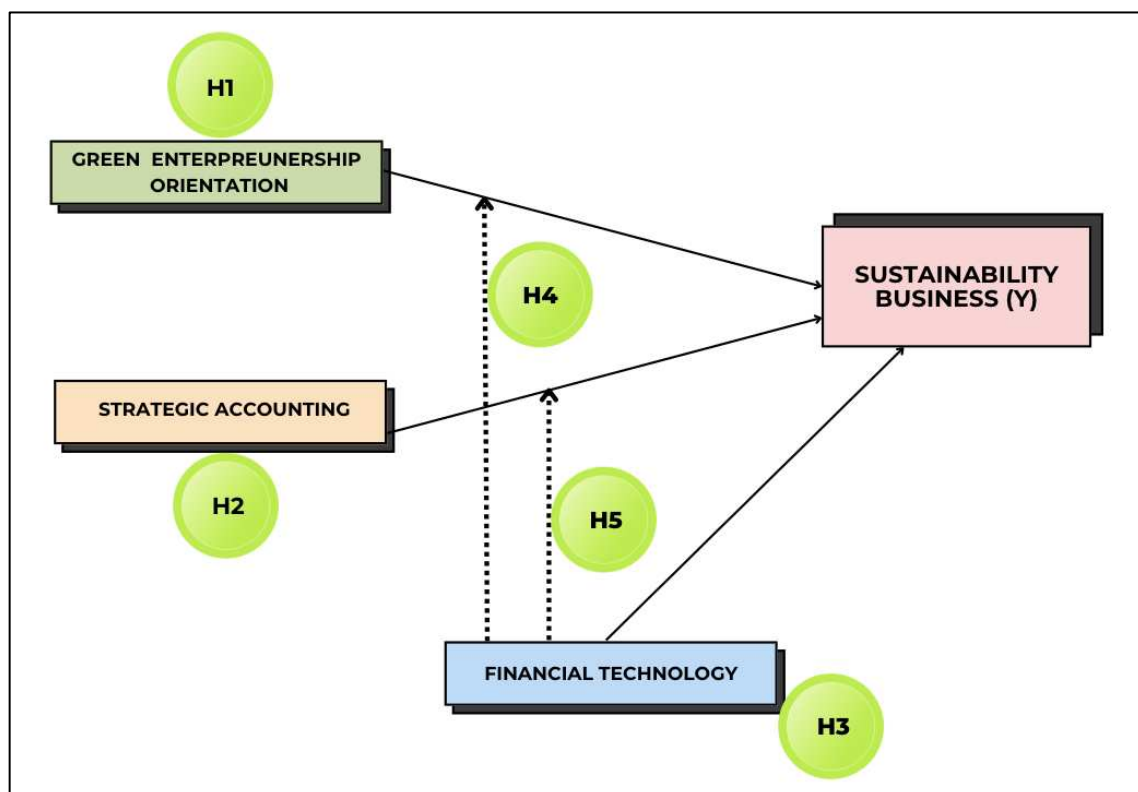 H1
GREEN ENTERPREUNERSHIP
ORIENTATION
SUSTAINABILITY
BUSINESS (Y)
H4
STRATEGIC ACCOUNTING
H2
H5
FINANCIAL TECHNOLOGY
H3